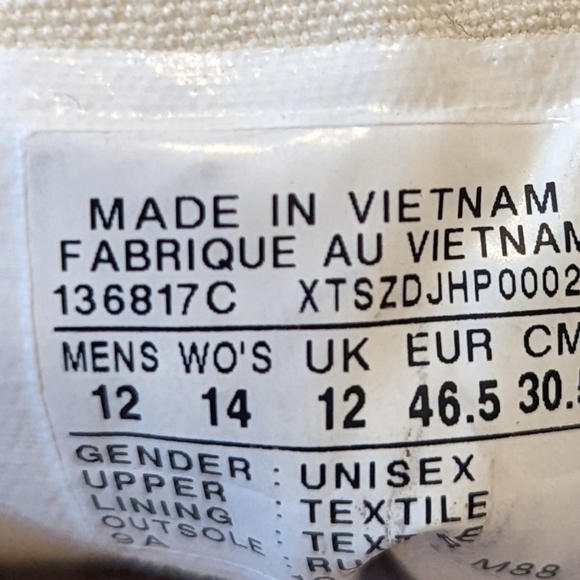 MADE IN VIETNAM
FABRIQUE AU VIETNAM
136817C XTSZDJHP0002
MENS WO'S UK EUR CM
12 14 12 46.5 30.5
GENDER : UNISEX
UPPER : TEXTILE
LINING
OUTSOLE